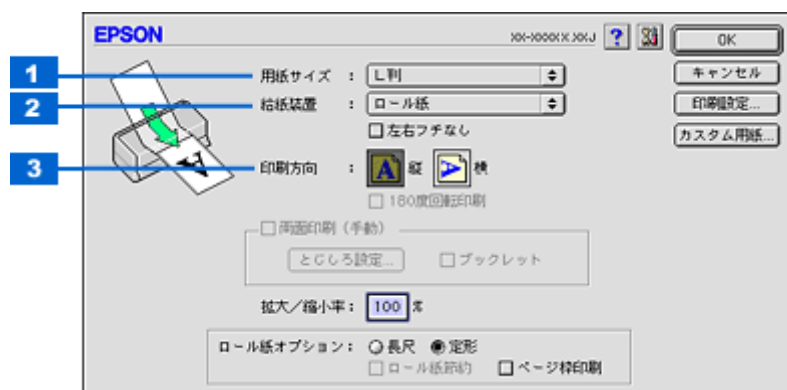 EPSON
XX-XXXX(X.XX)J
?
OK
1
用紙サイズ : L判
キャンセル
2
給紙装置 : ロール紙
印刷設定...
左右フチなし
カスタム用紙...
3
印刷方向 : A 縦 A 横
180度回転印刷
両面印刷(手動)
とじしろ設定... ブックレット
拡大/縮小率: 100 %
ロール紙オプション: 長尺 定形
ロール紙節約 ページ枠印刷
A